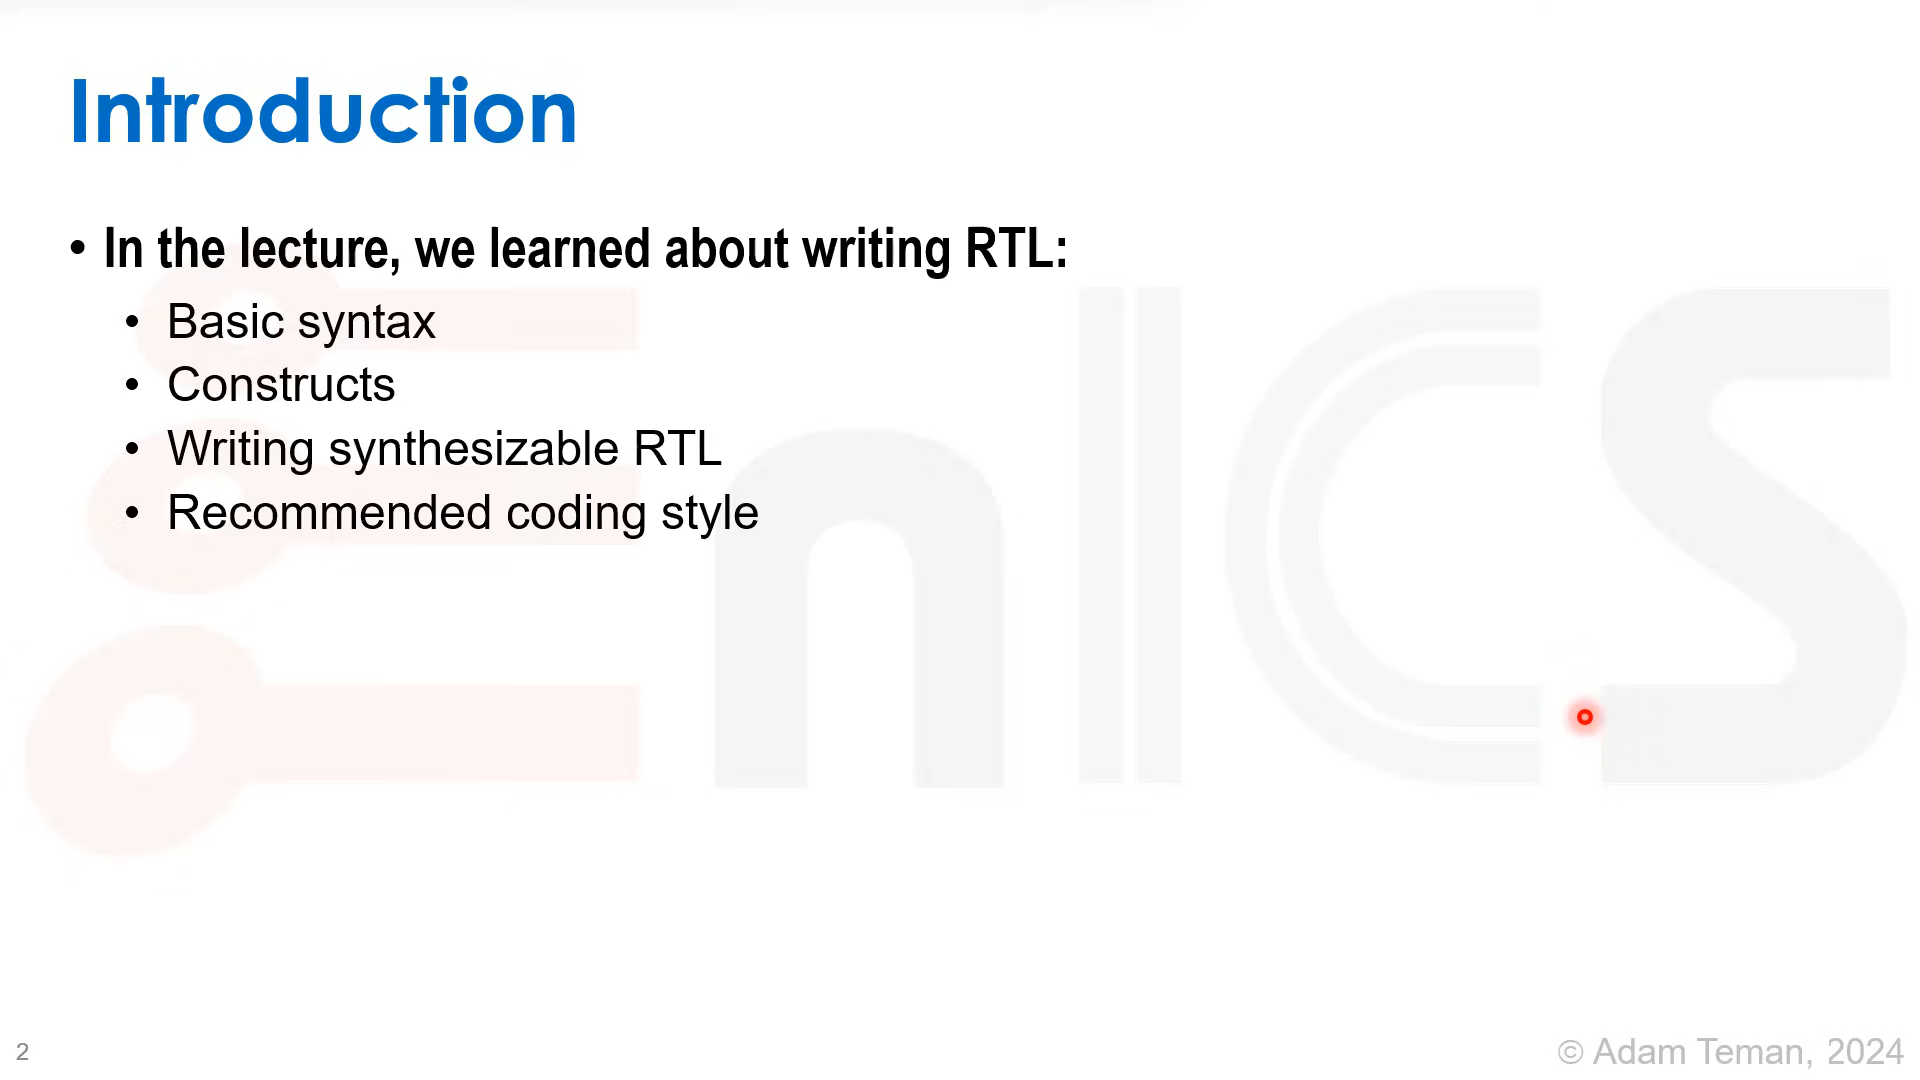 Introduction
• In the lecture, we learned about writing RTL:
• Basic syntax
• Constructs
• Writing synthesizable RTL
• Recommended coding style
EnICS
2
© Adam Teman, 2024